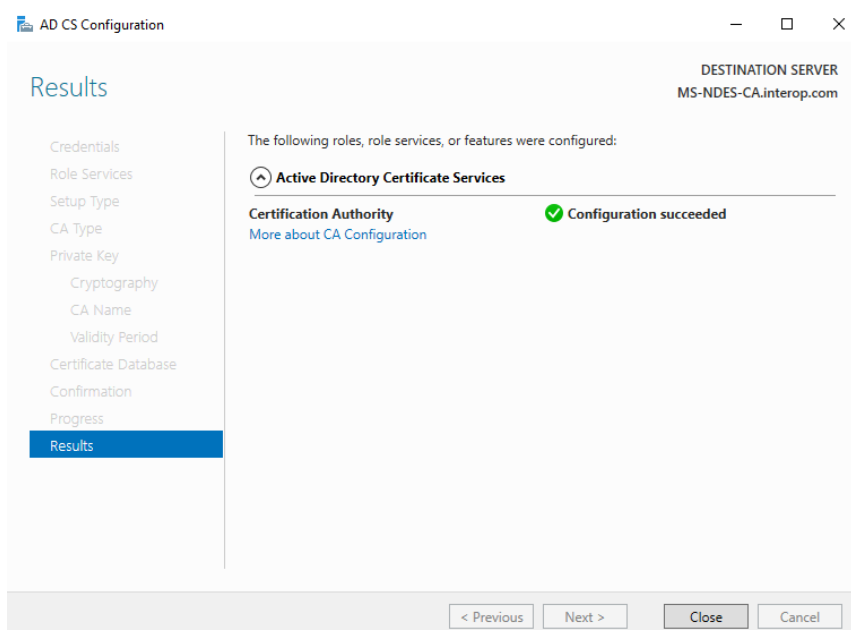 AD CS Configuration
Results
DESTINATION SERVER
MS-NDES-CA.interop.com
Credentials
Role Services
Setup Type
CA Type
Private Key
Cryptography
CA Name
Validity Period
Certificate Database
Confirmation
Progress
Results
The following roles, role services, or features were configured:
Active Directory Certificate Services
Certification Authority
Configuration succeeded
More about CA Configuration
< Previous
Next >
Close
Cancel